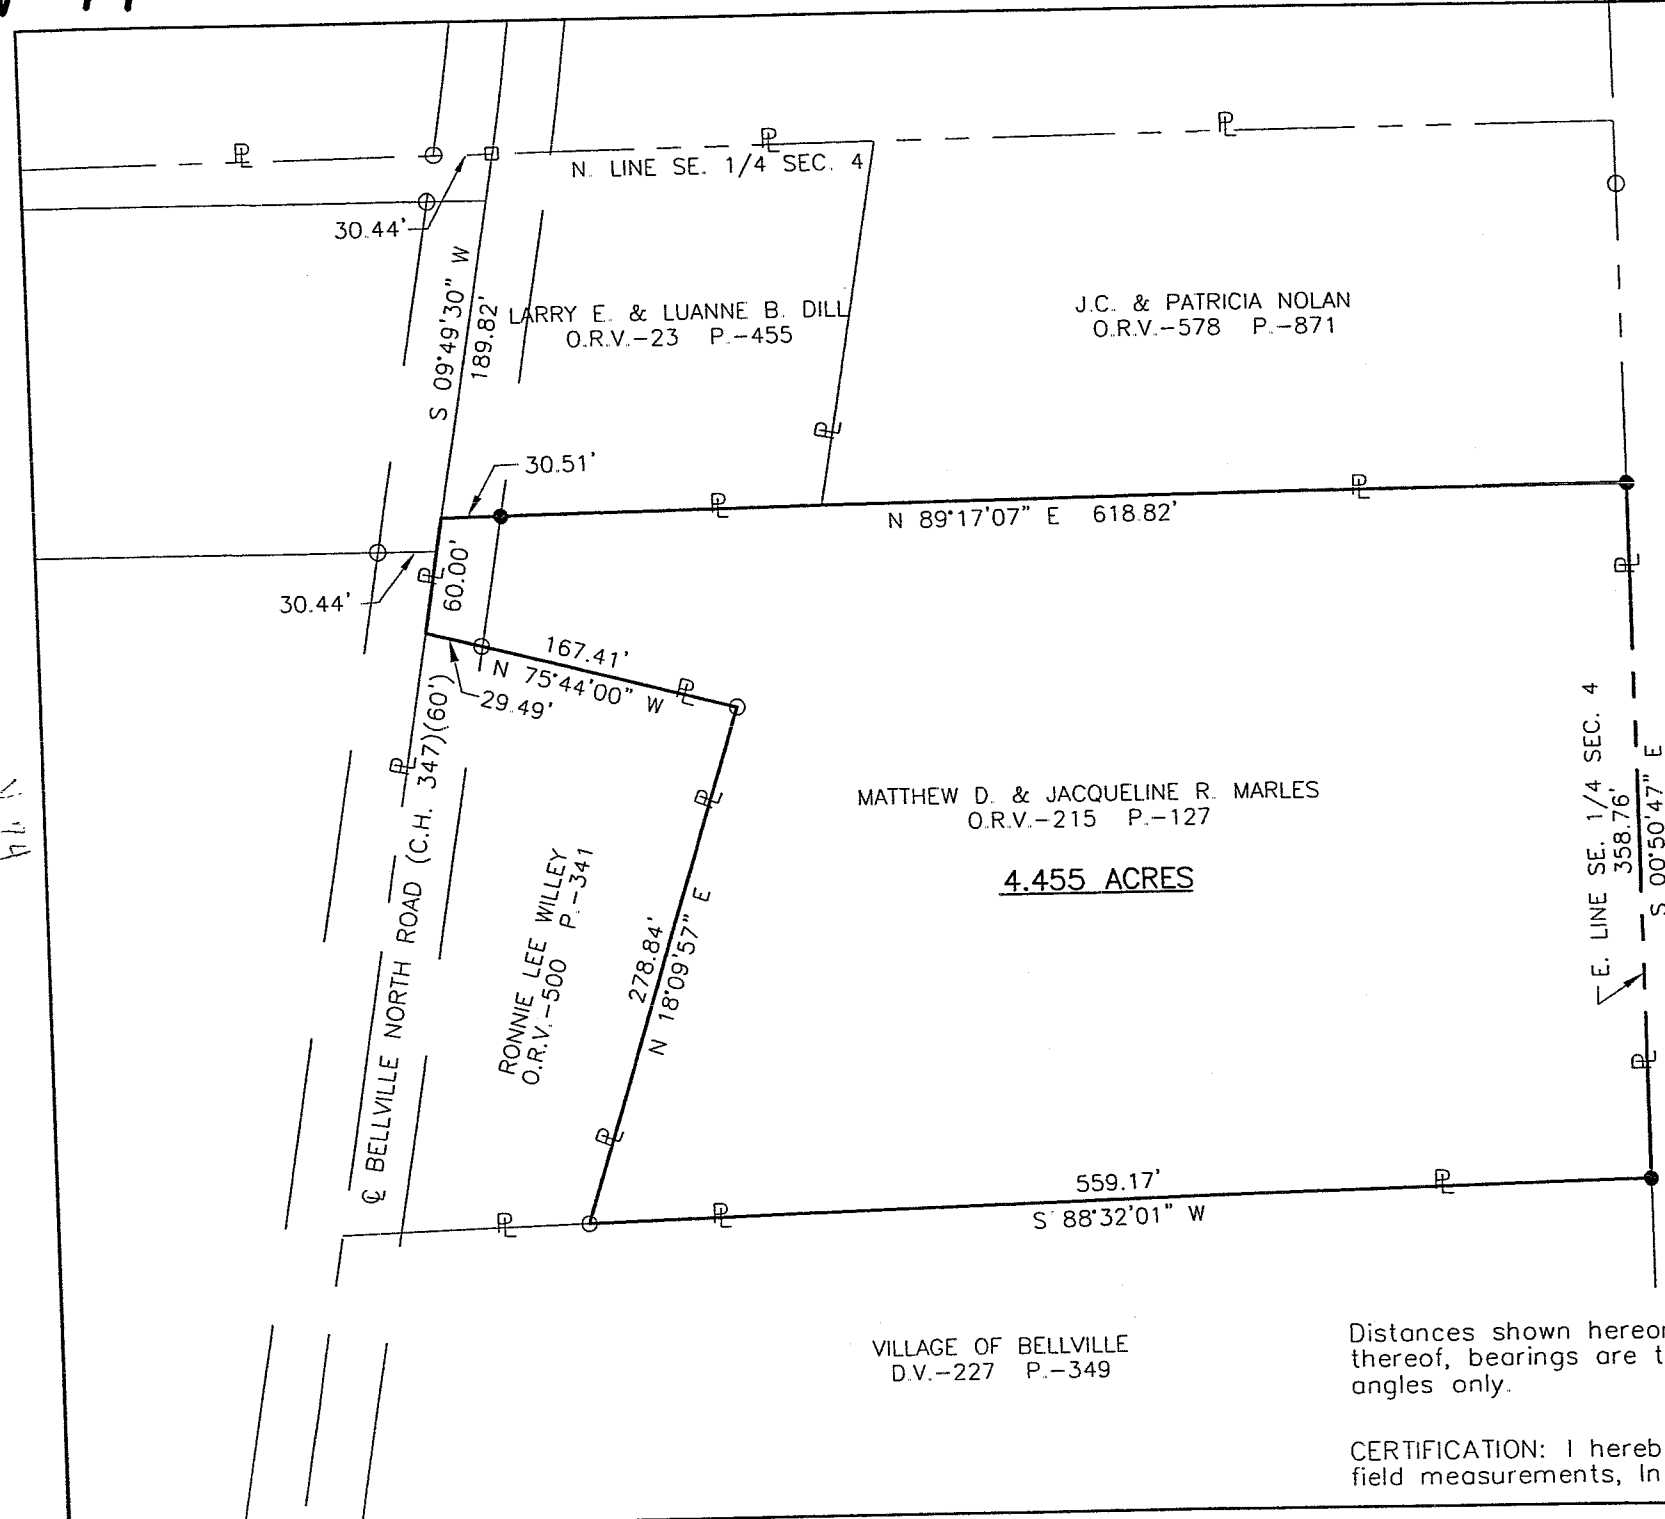 N. LINE SE. 1/4 SEC. 4
30.44'
S 09°49'30" W
189.82'
LARRY E. & LUANNE B. DILL
O.R.V.-23 P.-455
J.C. & PATRICIA NOLAN
O.R.V.-578 P.-871
30.51'
N 89°17'07" E 618.82'
60.00'
30.44'
167.41'
N 75°44'00" W
29.49'
MATTHEW D. & JACQUELINE R. MARLES
O.R.V.-215 P.-127
4.455 ACRES
E. LINE SE. 1/4 SEC. 4
358.76'
S 00°50'47" E
RONNIE LEE WILLEY
O.R.V.-500 P.-341
278.84'
N 18°09'57" E
℄ BELLVILLE NORTH ROAD (C.H. 347)(60')
559.17'
S 88°32'01" W
VILLAGE OF BELLVILLE
D.V.-227 P.-349
Distances shown hereon
thereof, bearings are t
angles only.
CERTIFICATION: I hereb
field measurements, In